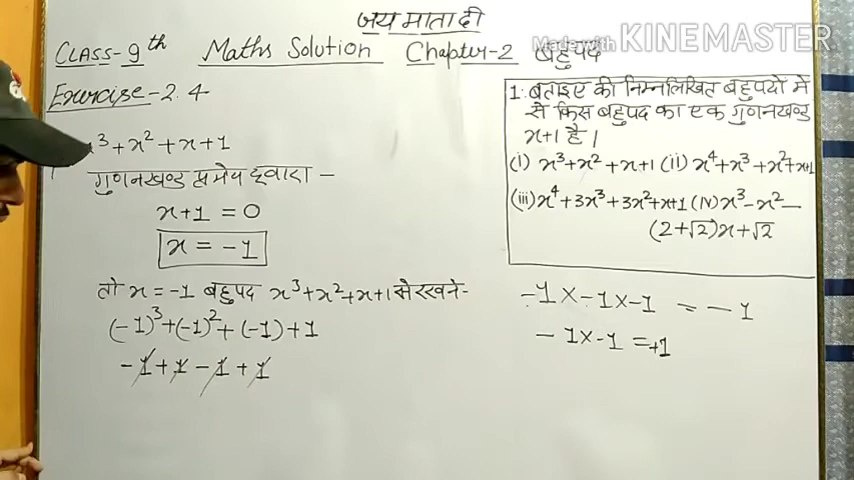 जय माता दी
CLASS-9th Maths Solution Chapter-2 बहुपद
Made with KINEMASTER
Exercise-2.4
x³+x²+x+1
गुणनखण्ड प्रमेय द्वारा -
x+1=0
x=-1
तो x=-1 बहुपद x³+x²+x+1 से रखने-
(-1)³+(-1)²+(-1)+1
-1+1-1+1
1. बताइए की निम्नलिखित बहुपदो में
से किस बहुपद का एक गुणनखण्ड
x+1 है।
(i) x³+x²+x+1 (ii) x⁴+x³+x²+x+1
(iii) x⁴+3x³+3x²+x+1 (iv) x³-x²-
(2+√2)x+√2
-1×-1×-1=-1
-1×-1=+1